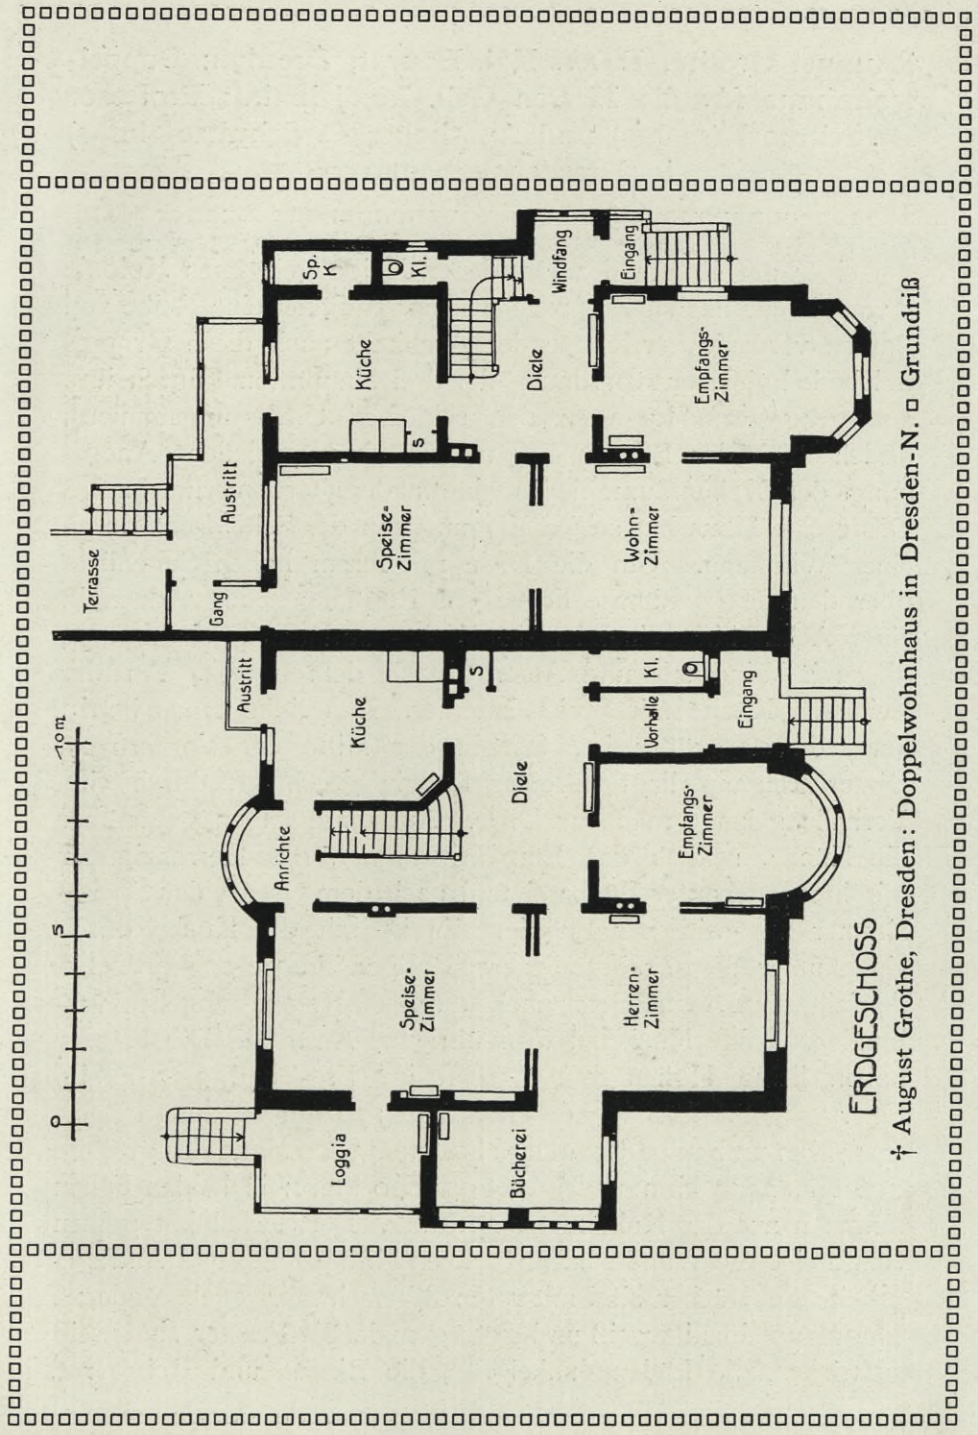 0 5 10 m
Terrasse
Gang
Austritt
Austritt
Anrichte
Sp.
K
Loggia
Küche
Küche
Kl.
Speise-
Zimmer
Speise=
Zimmer
s
S
Bücherei
Diele
Diele
Windfang
Eingang
Herren-
Zimmer
Vorhalle
Kl.
Wohn=
Zimmer
Empfangs-
Zimmer
Eingang
Empfangs-
Zimmer
ERDGESCHOSS
† August Grothe, Dresden: Doppelwohnhaus in Dresden-N. ▫ Grundriß